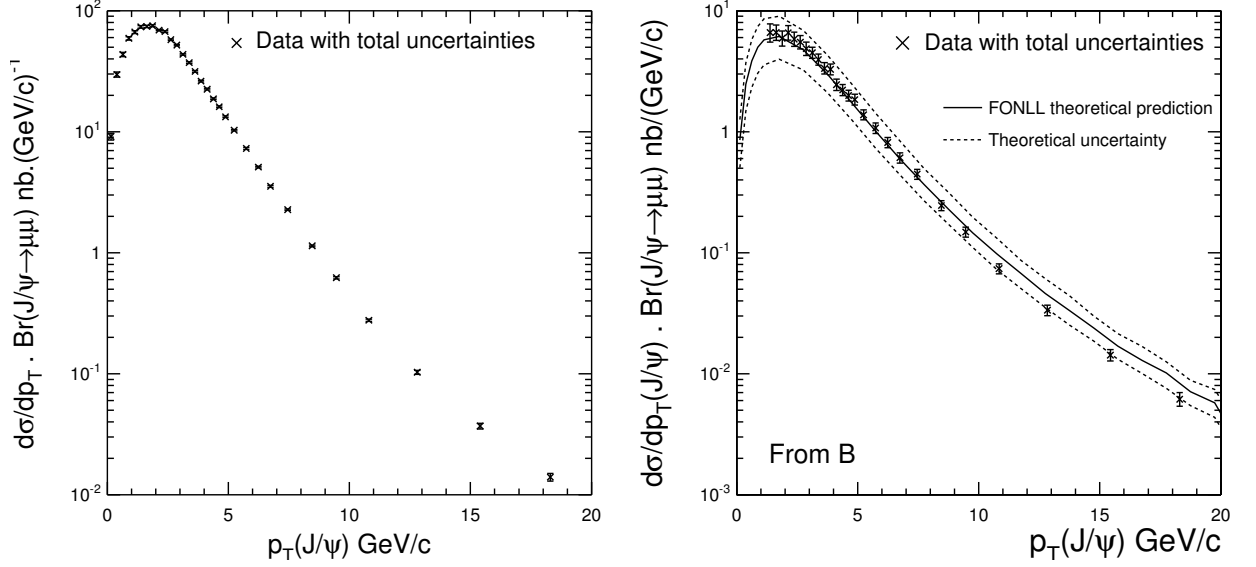 dσ/dp_T . Br(J/ψ→μμ) nb.(GeV/c)⁻¹
× Data with total uncertainties
10²
10
1
10⁻¹
10⁻²
0 5 10 15 20
p_T(J/ψ) GeV/c
dσ/dp_T(J/ψ) . Br(J/ψ→μμ) nb/(GeV/c)
× Data with total uncertainties
FONLL theoretical prediction
Theoretical uncertainty
From B
10¹
1
10⁻¹
10⁻²
10⁻³
0 5 10 15 20
p_T(J/ψ) GeV/c